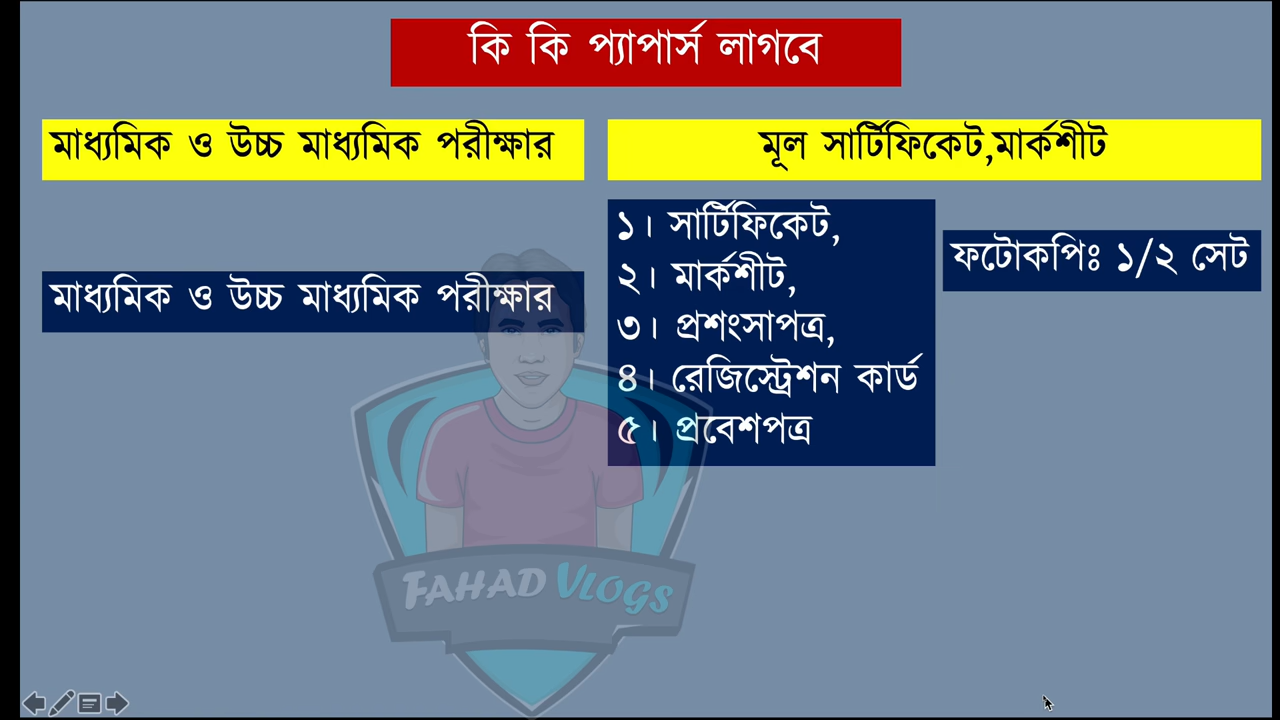 কি কি প্যাপার্স লাগবে
মাধ্যমিক ও উচ্চ মাধ্যমিক পরীক্ষার
মূল সার্টিফিকেট,মার্কশীট
মাধ্যমিক ও উচ্চ মাধ্যমিক পরীক্ষার
১। সার্টিফিকেট,
২। মার্কশীট,
৩। প্রশংসাপত্র,
৪। রেজিস্ট্রেশন কার্ড
৫। প্রবেশপত্র
ফটোকপিঃ ১/২ সেট
FAHAD VLOGS